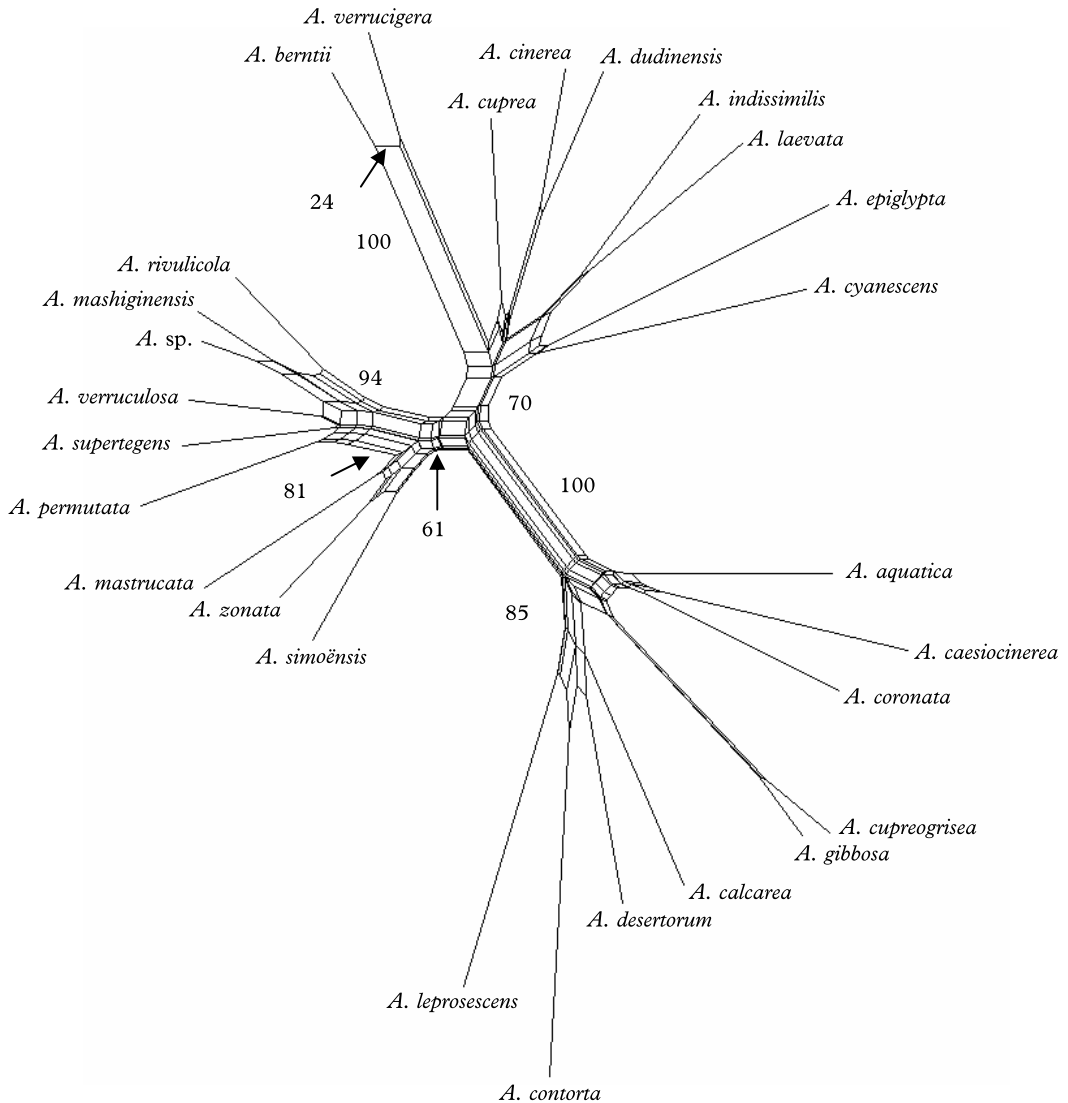 A. verrucigera
A. berntii
A. cinerea
A. dudinensis
A. cuprea
A. indissimilis
A. laevata
24
A. epiglypta
100
A. rivulicola
A. cyanescens
A. mashiginensis
A. sp.
94
A. verruculosa
70
A. supertegens
81
100
A. permutata
61
A. mastrucata
A. aquatica
A. zonata
85
A. simoënsis
A. caesiocinerea
A. coronata
A. cupreogrisea
A. gibbosa
A. calcarea
A. desertorum
A. leprosescens
A. contorta